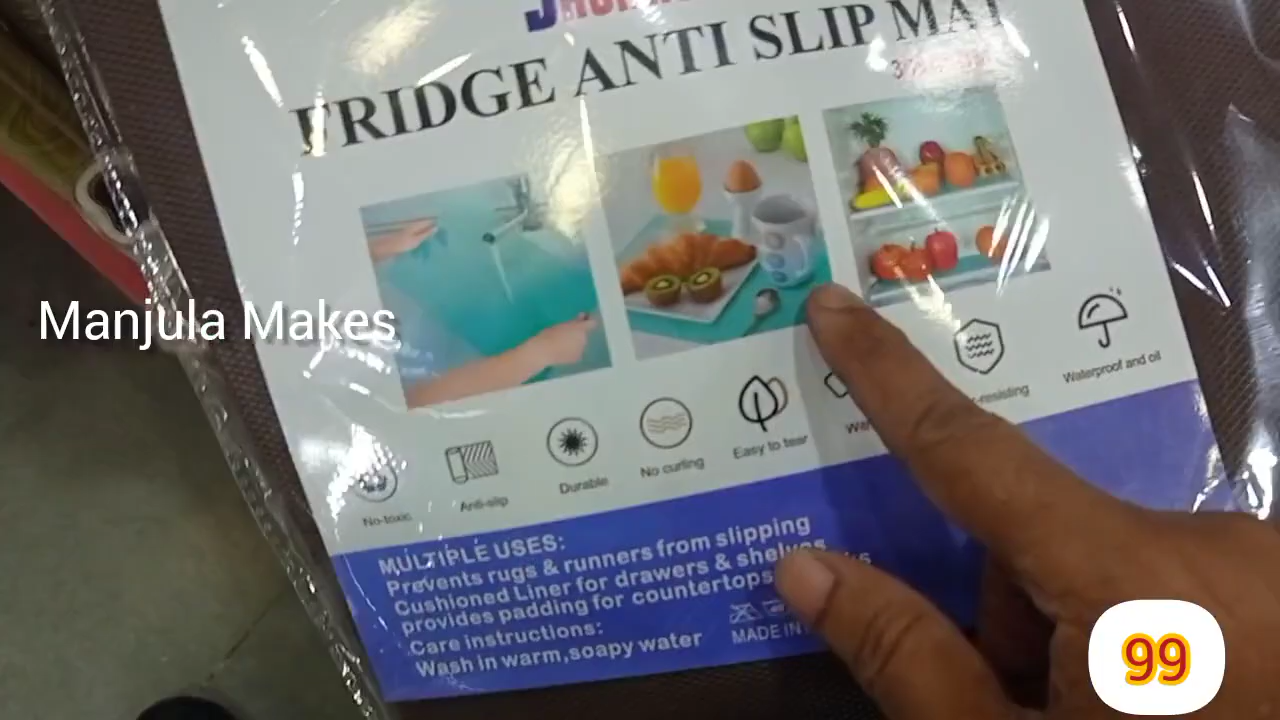 FRIDGE ANTI SLIP MAT
Manjula Makes
No-toxic
Anti-slip
Durable
No curling
Easy to tear
Waterproof and oil
MULTIPLE USES:
Prevents rugs & runners from slipping
Cushioned Liner for drawers & shelves
provides padding for countertops
Care instructions:
Wash in warm,soapy water
MADE IN
99